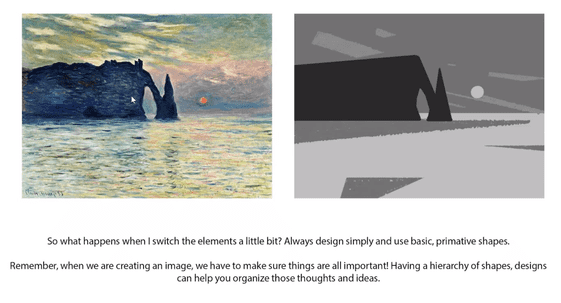 So what happens when I switch the elements a little bit? Always design simply and use basic, primative shapes.
Remember, when we are creating an image, we have to make sure things are all important! Having a hierarchy of shapes, designs
can help you organize those thoughts and ideas.